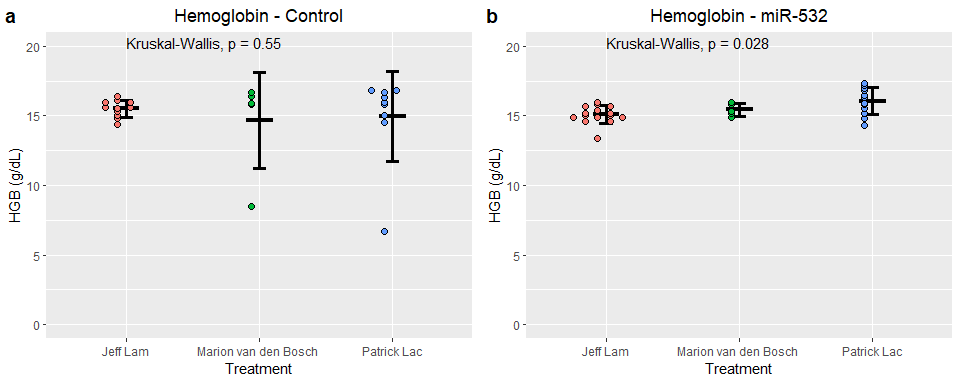 a
Hemoglobin - Control
Kruskal-Wallis, p = 0.55
20
15
10
5
0
HGB (g/dL)
Jeff Lam Marion van den Bosch Patrick Lac
Treatment
b
Hemoglobin - miR-532
Kruskal-Wallis, p = 0.028
20
15
10
5
0
HGB (g/dL)
Jeff Lam Marion van den Bosch Patrick Lac
Treatment